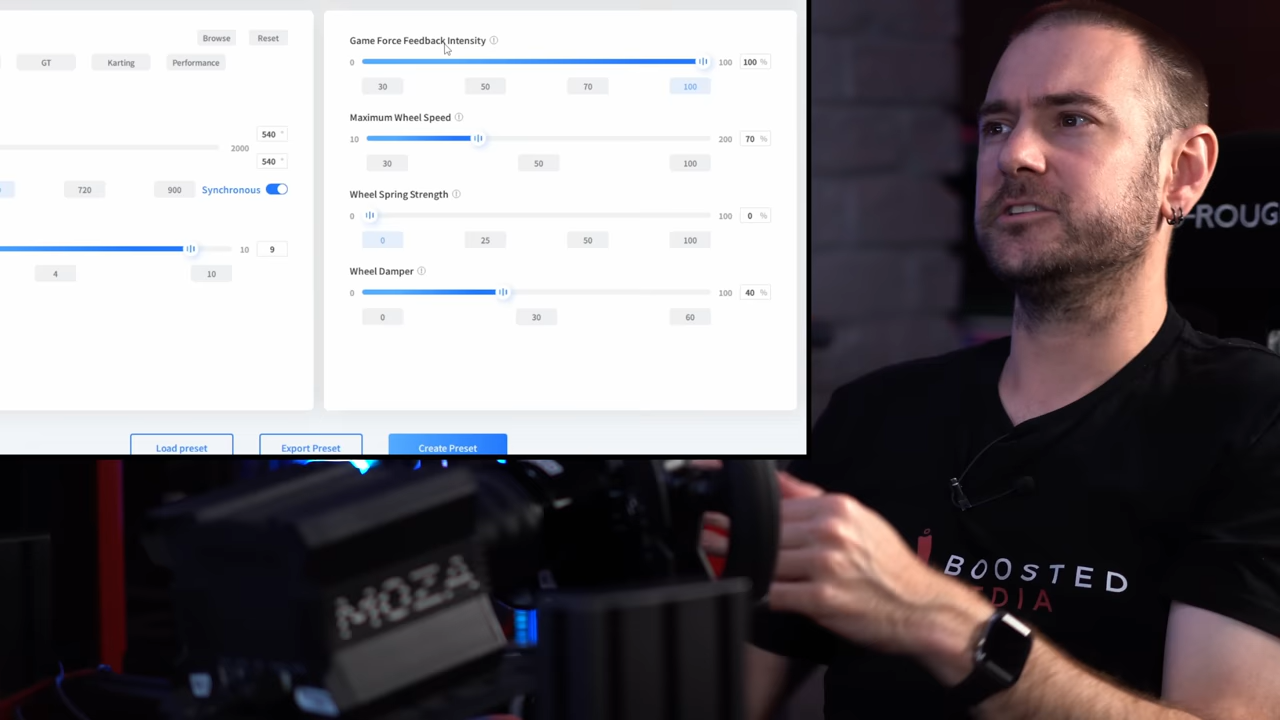 Browse Reset
GT Karting Performance
540 °
2000
540 °
720 900 Synchronous
10 9
4 10
Game Force Feedback Intensity
0 100 100 %
30 50 70 100
Maximum Wheel Speed
10 200 70 %
30 50 100
Wheel Spring Strength
0 100 0 %
0 25 50 100
Wheel Damper
0 100 40 %
0 30 60
Load preset Export Preset Create Preset
MOZA
-ROUG
BOOSTED
EDIA